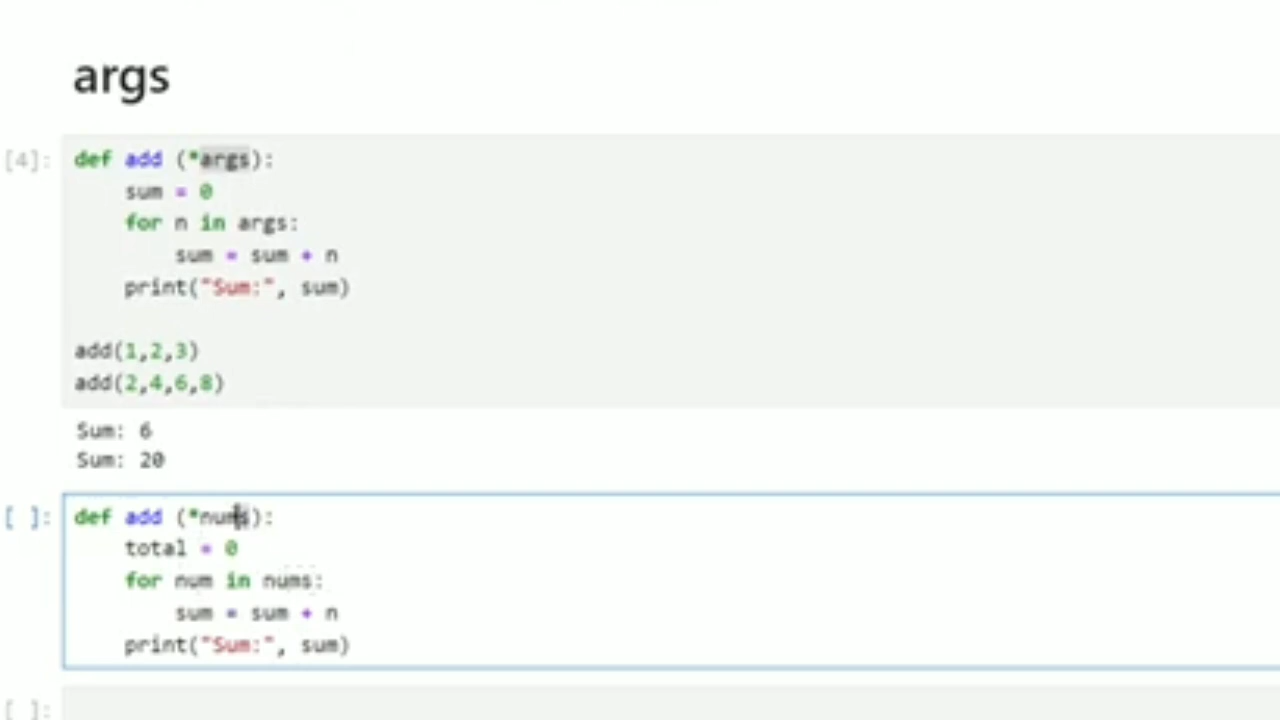 args
[4]:
def add (*args):
    sum = 0
    for n in args:
        sum = sum + n
    print("Sum:", sum)
add(1,2,3)
add(2,4,6,8)
Sum: 6
Sum: 20
[ ]:
def add (*nums):
    total = 0
    for num in nums:
        sum = sum + n
    print("Sum:", sum)
[ ]: